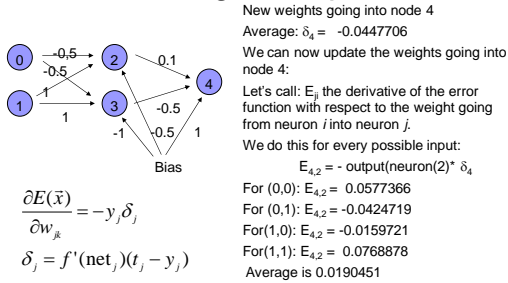 New weights going into node 4
Average: δ4 = -0.0447706
We can now update the weights going into
node 4:
Let's call: Eji the derivative of the error
function with respect to the weight going
from neuron i into neuron j.
We do this for every possible input:
E4,2 = - output(neuron(2)* δ4
For (0,0): E4,2 = 0.0577366
For (0,1): E4,2 = -0.0424719
For(1,0): E4,2 = -0.0159721
For(1,1): E4,2 = 0.0768878
Average is 0.0190451
0
-0,5
2
0.1
-0.5
4
1
1
3
-0.5
1
-1
-0.5
1
Bias
∂E(x⃗)/∂wjk = −yjδj
δj = f'(netj)(tj − yj)